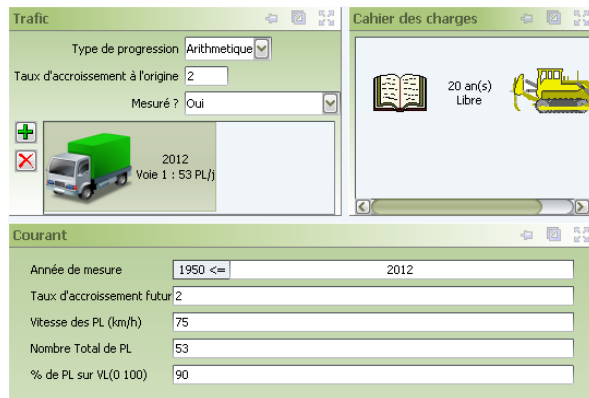 Trafic
Type de progression Arithmetique
Taux d'accroissement à l'origine 2
Mesuré ? Oui
2012
Voie 1 : 53 PL/j
Cahier des charges
20 an(s)
Libre
Courant
Année de mesure 1950 <= 2012
Taux d'accroissement futur 2
Vitesse des PL (km/h) 75
Nombre Total de PL 53
% de PL sur VL(0 100) 90